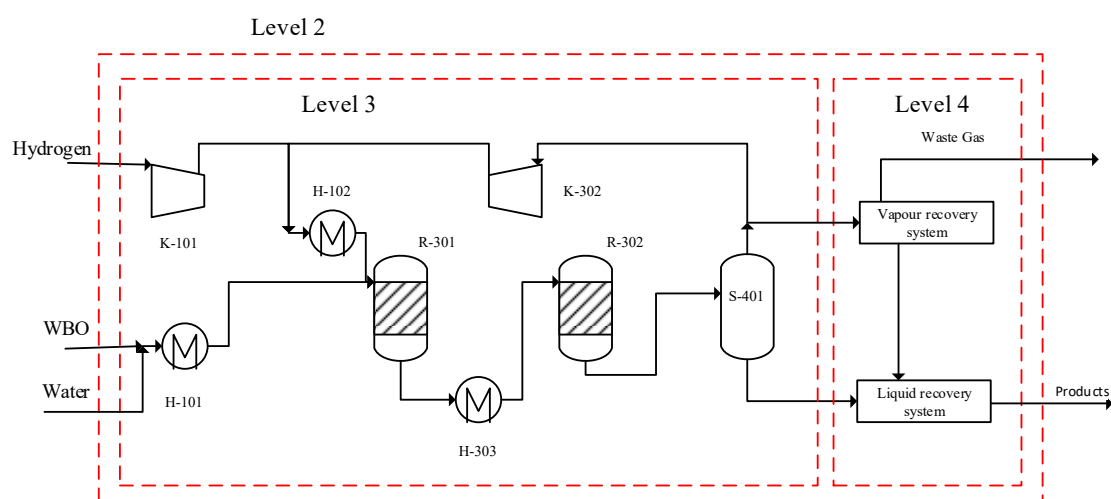 Level 2
Level 3
Level 4
Hydrogen
Waste Gas
H-102
K-302
Vapour recovery
system
K-101
R-301
R-302
S-401
WBO
Water
H-101
H-303
Liquid recovery
system
Products